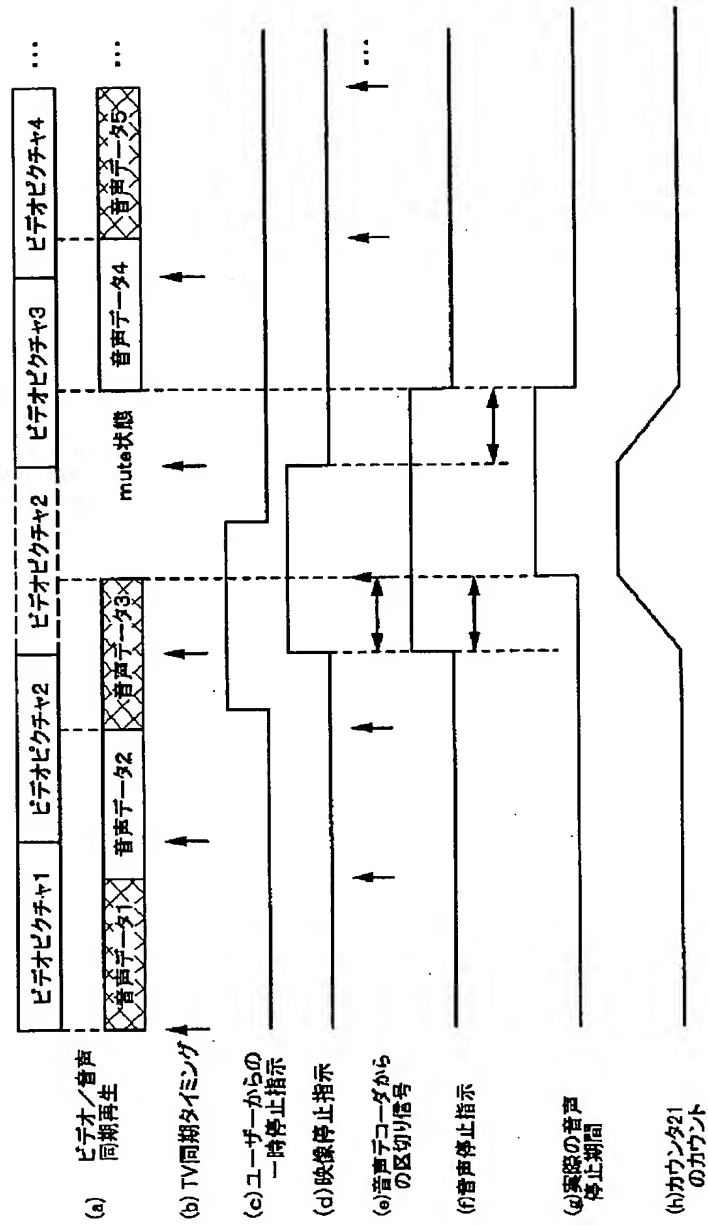 (a) ビデオ/音声
同期再生
ビデオピクチャ1
ビデオピクチャ2
ビデオピクチャ2
ビデオピクチャ3
ビデオピクチャ4
…
音声データ1
音声データ2
音声データ3
mute状態
音声データ4
音声データ5
…
(b) TV同期タイミング
(c)ユーザーからの
一時停止指示
(d)映像停止指示
(e)音声デコーダから
の区切り信号
…
(f)音声停止指示
(g)実際の音声
停止期間
(h)カウンタ21
のカウント